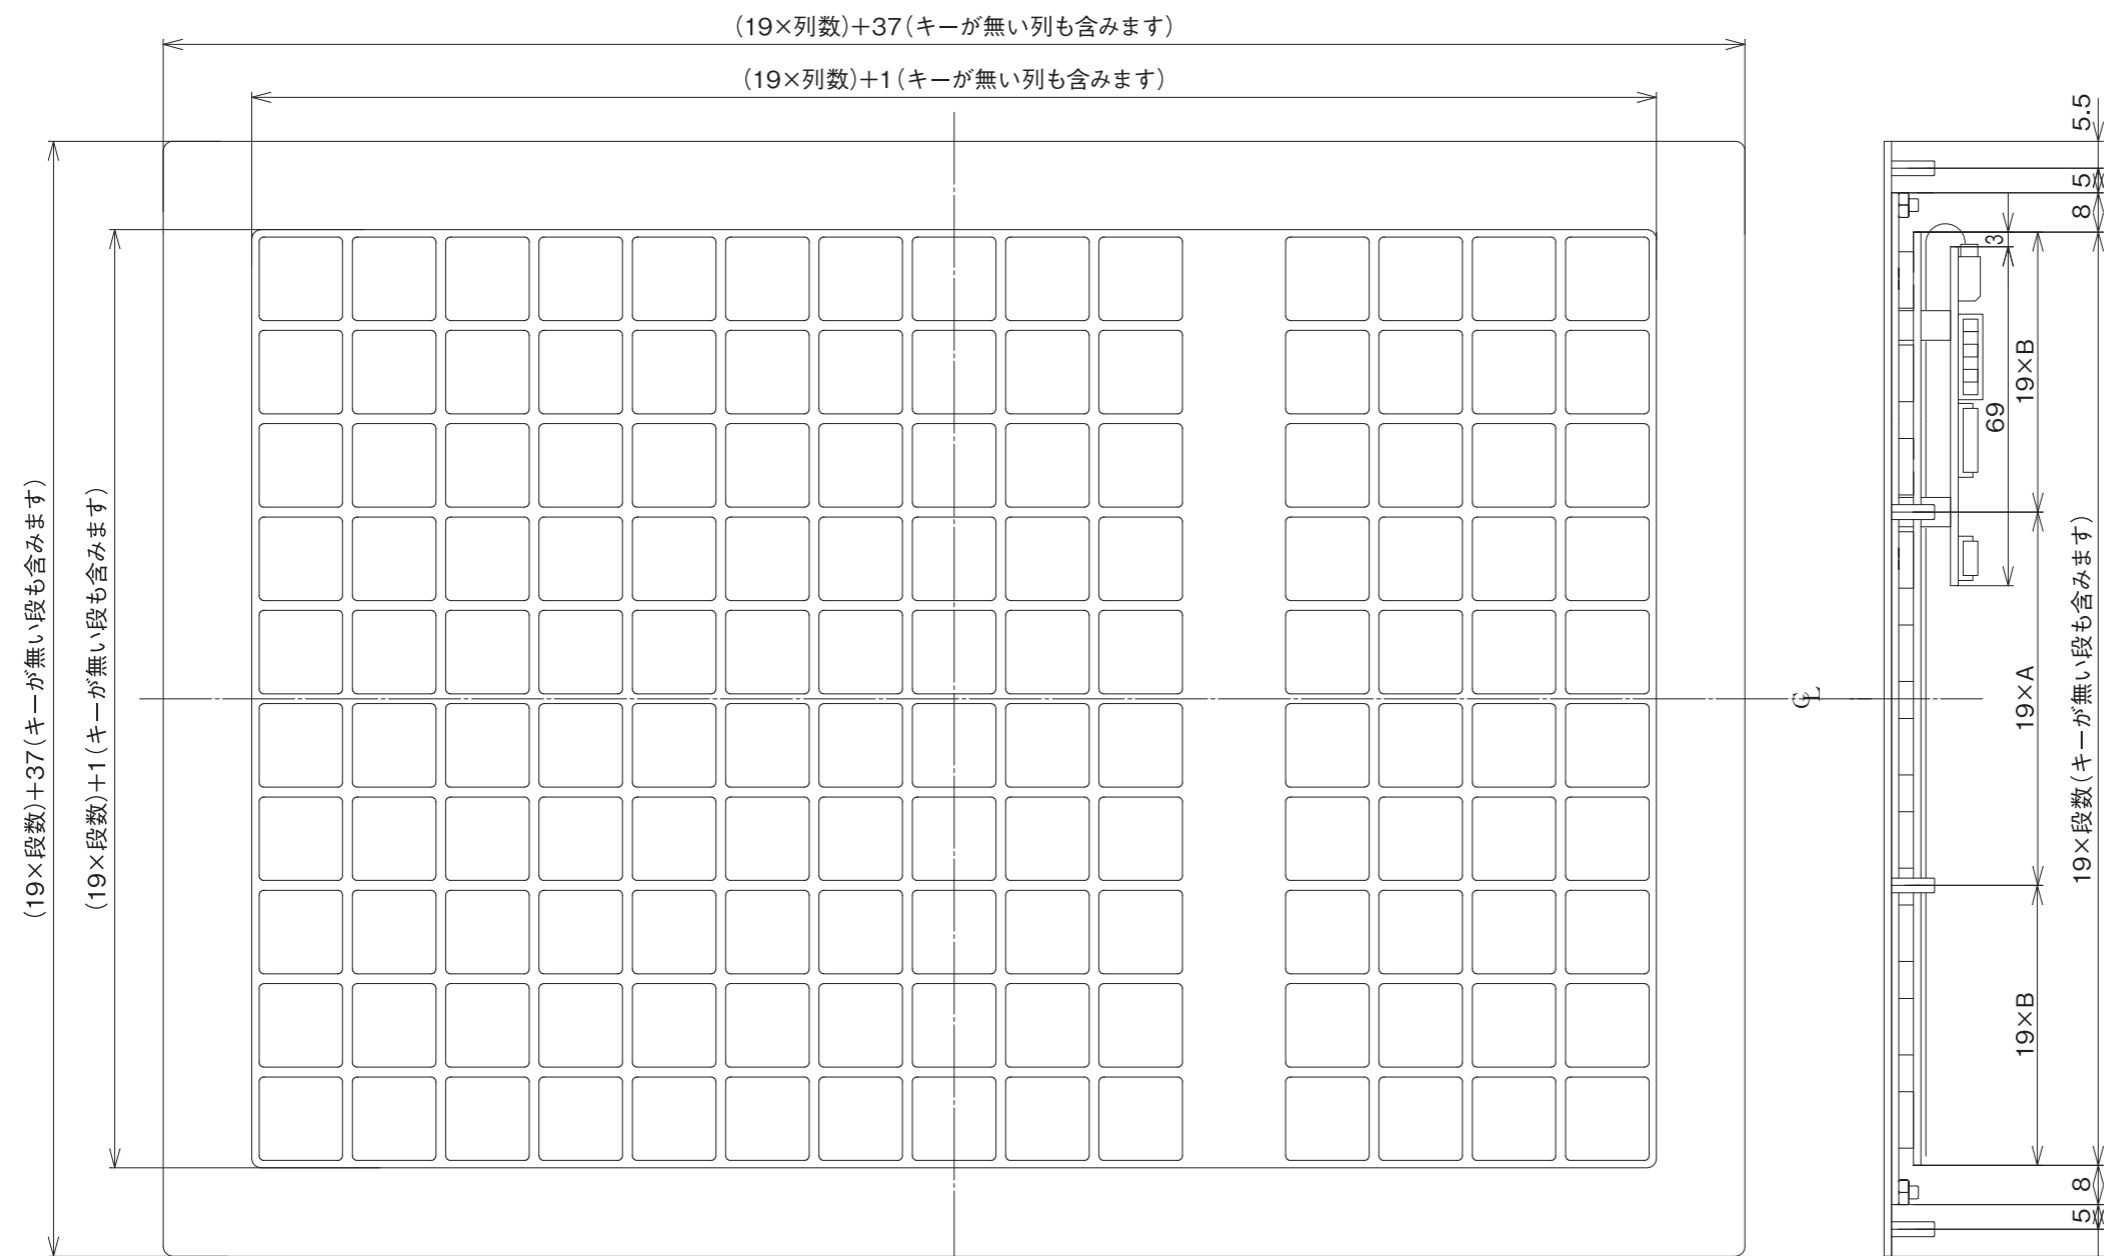 (19×列数)+37(キーが無い列も含みます)
(19×列数)+1(キーが無い列も含みます)
(19×段数)+37(キーが無い段も含みます)
(19×段数)+1(キーが無い段も含みます)
CL
5.5
5
8
3
69
19×B
19×A
19×B
19×段数(キーが無い段も含みます)
8
5